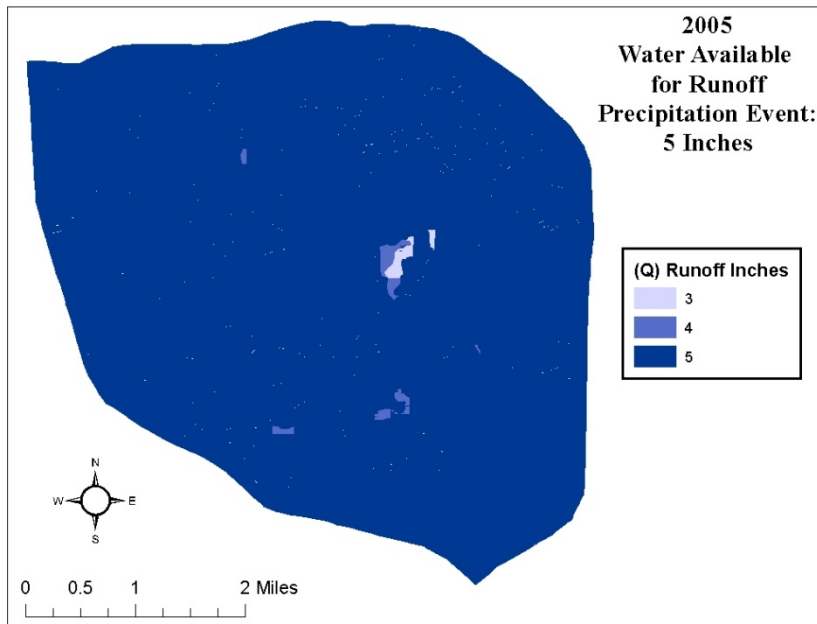 2005
Water Available
for Runoff
Precipitation Event:
5 Inches
(Q) Runoff Inches
3
4
5
N
W E
S
0 0.5 1 2 Miles